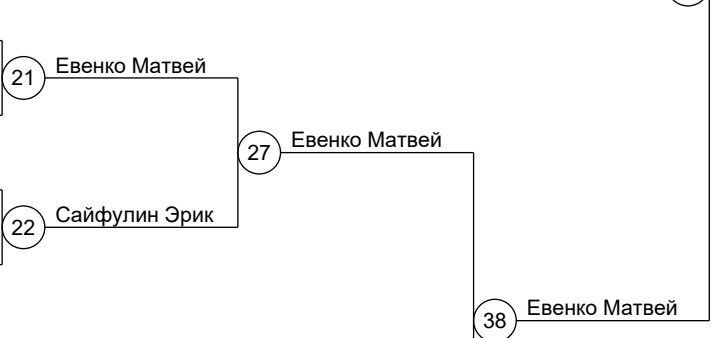 Евенко Матвей
21
Евенко Матвей
27
Сайфулин Эрик
22
Евенко Матвей
38